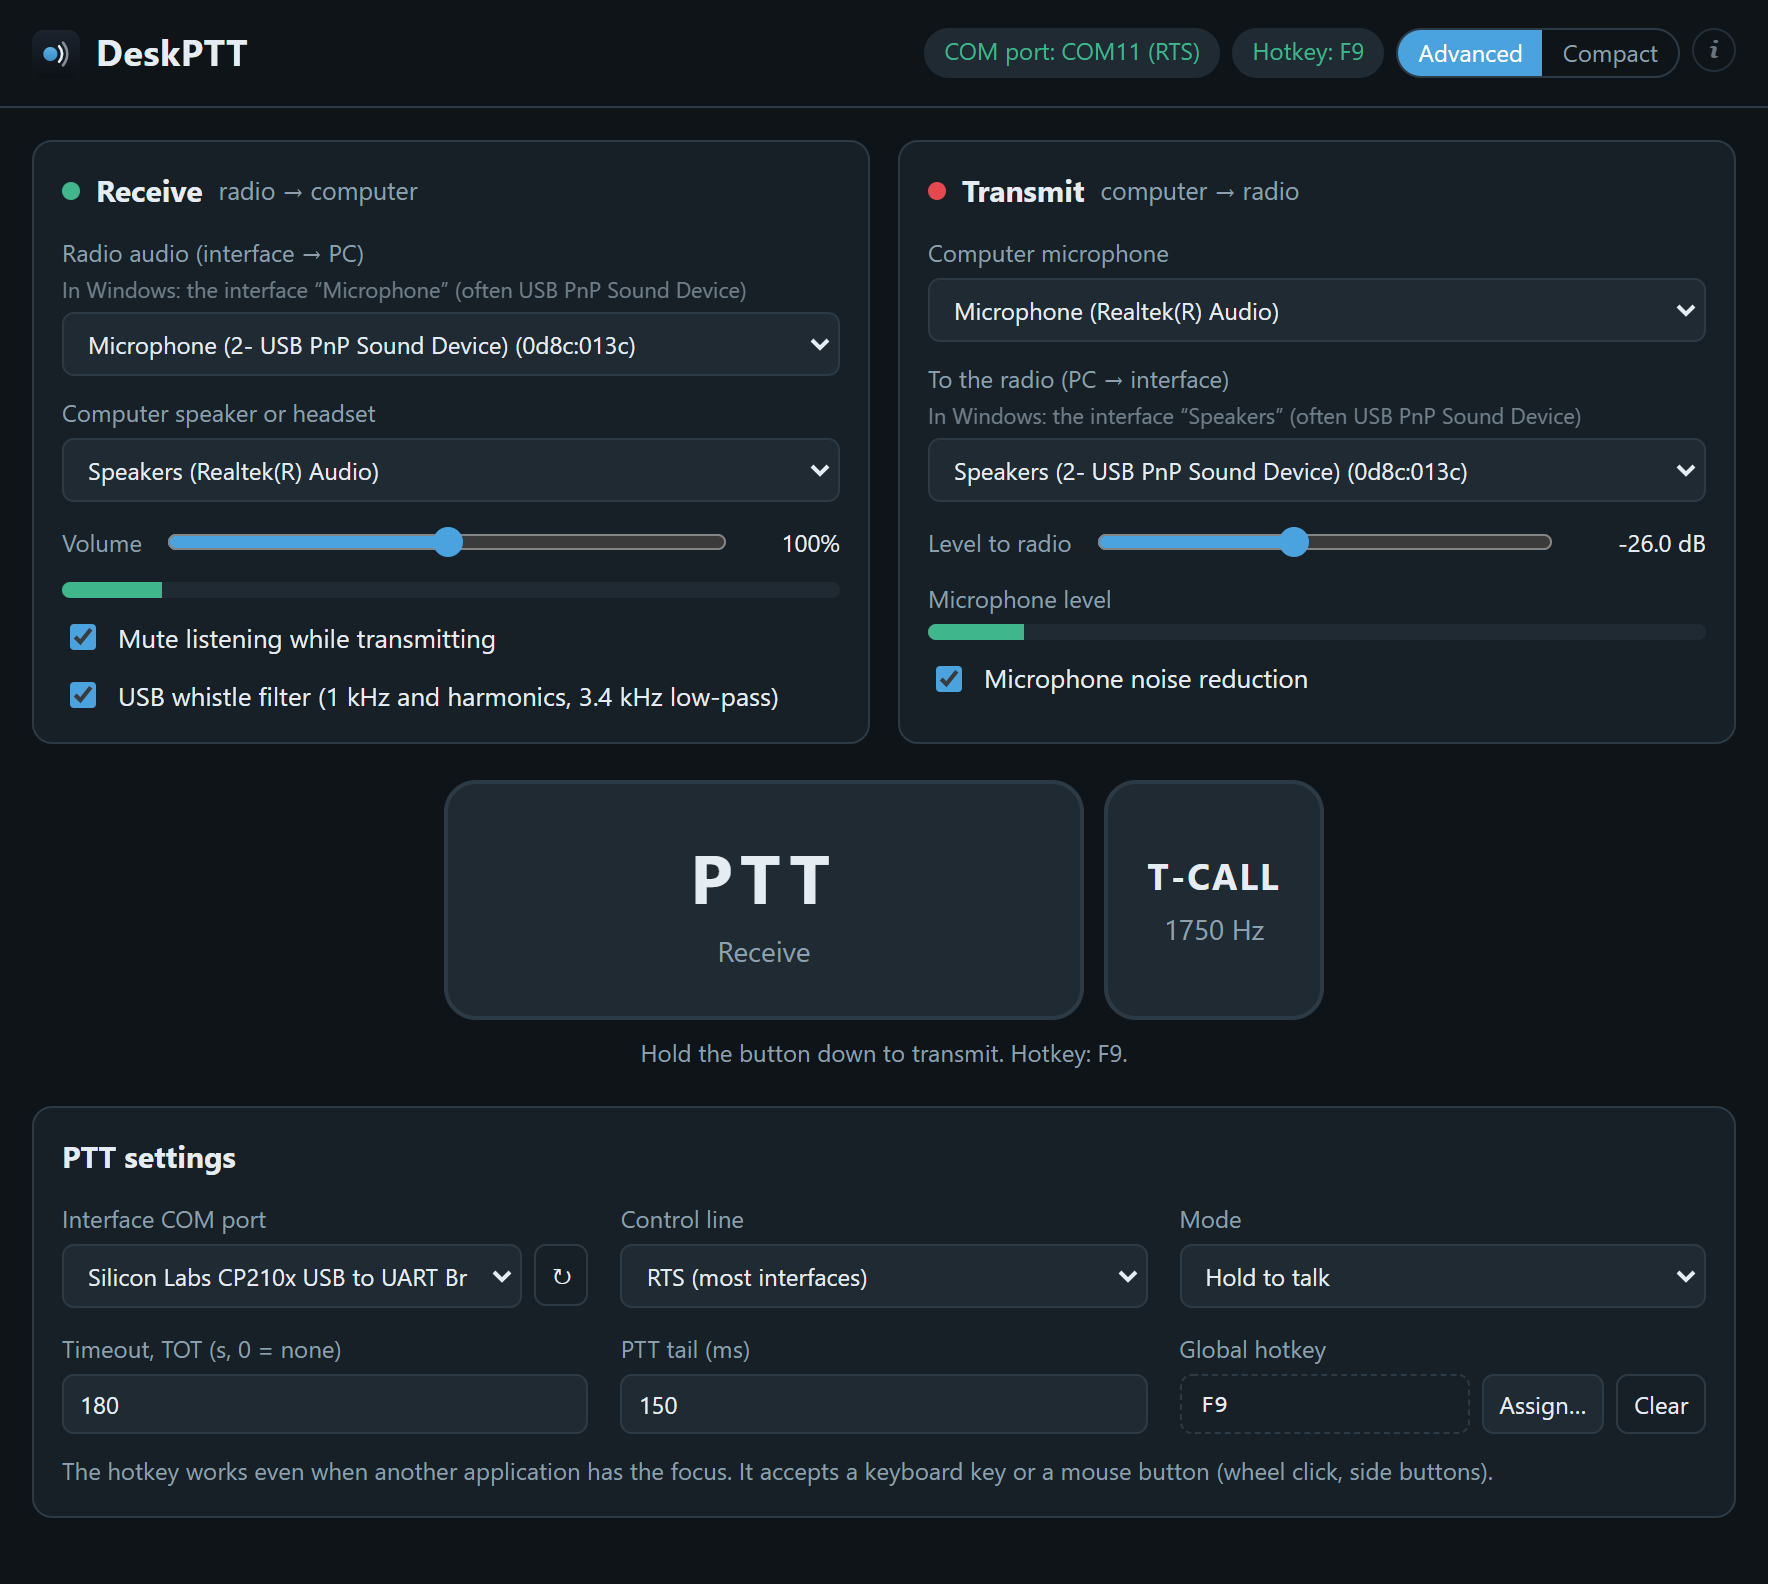 DeskPTT
COM port: COM11 (RTS)
Hotkey: F9
Advanced
Compact
i
Receive radio → computer
Radio audio (interface → PC)
In Windows: the interface “Microphone” (often USB PnP Sound Device)
Microphone (2- USB PnP Sound Device) (0d8c:013c)
Computer speaker or headset
Speakers (Realtek(R) Audio)
Volume 100%
Mute listening while transmitting
USB whistle filter (1 kHz and harmonics, 3.4 kHz low-pass)
Transmit computer → radio
Computer microphone
Microphone (Realtek(R) Audio)
To the radio (PC → interface)
In Windows: the interface “Speakers” (often USB PnP Sound Device)
Speakers (2- USB PnP Sound Device) (0d8c:013c)
Level to radio -26.0 dB
Microphone level
Microphone noise reduction
PTT
Receive
T-CALL
1750 Hz
Hold the button down to transmit. Hotkey: F9.
PTT settings
Interface COM port
Silicon Labs CP210x USB to UART Br
Control line
RTS (most interfaces)
Mode
Hold to talk
Timeout, TOT (s, 0 = none)
180
PTT tail (ms)
150
Global hotkey
F9
Assign...
Clear
The hotkey works even when another application has the focus. It accepts a keyboard key or a mouse button (wheel click, side buttons).